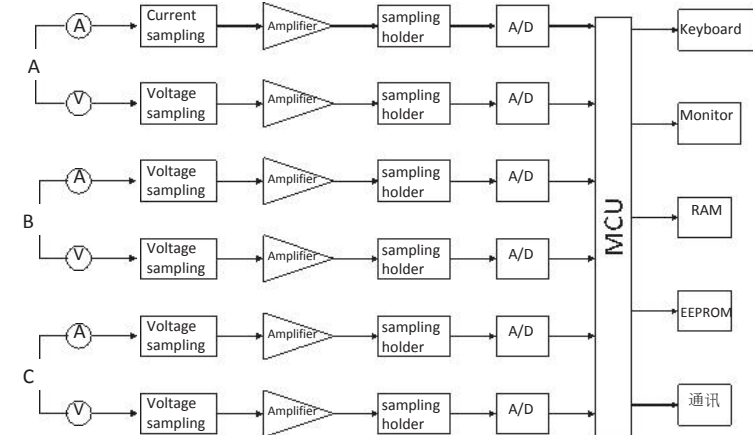 A Current sampling Amplifier sampling holder A/D Keyboard
A
V Voltage sampling Amplifier sampling holder A/D Monitor
A Voltage sampling Amplifier sampling holder A/D
B
RAM
MCU
V Voltage sampling Amplifier sampling holder A/D
EEPROM
A Voltage sampling Amplifier sampling holder A/D
C
V Voltage sampling Amplifier sampling holder A/D 通讯